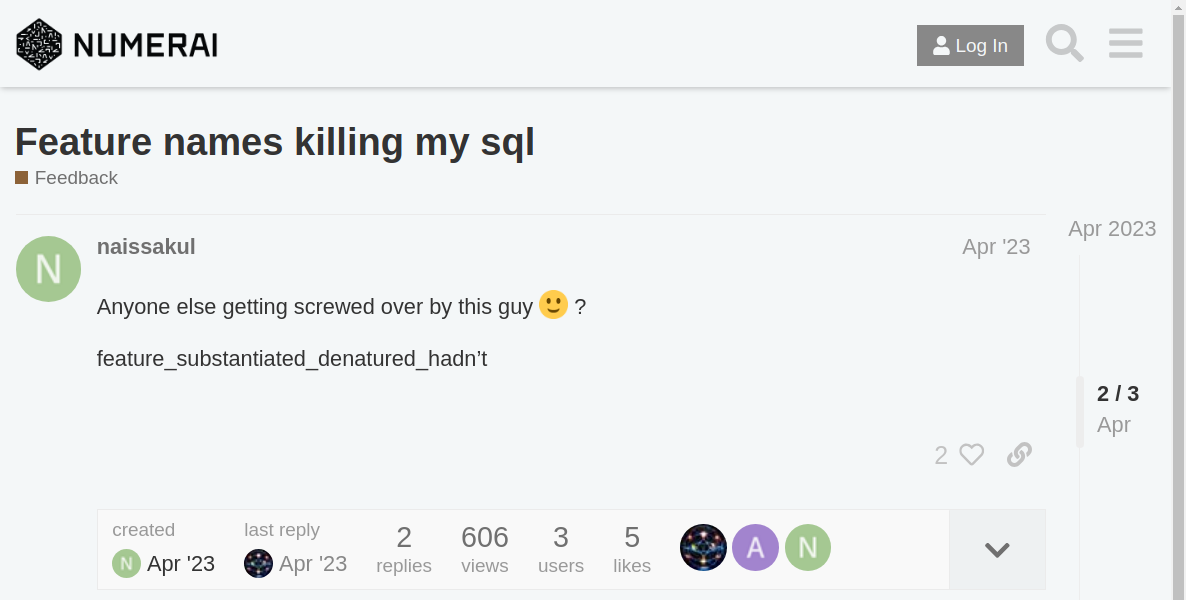 NUMERAI
Log In
Feature names killing my sql
Feedback
Apr 2023
N
naissakul
Apr '23
Anyone else getting screwed over by this guy 🙂 ?
feature_substantiated_denatured_hadn’t
2 / 3
Apr
2
created
last reply
N Apr '23
Apr '23
2
replies
606
views
3
users
5
likes
A
N